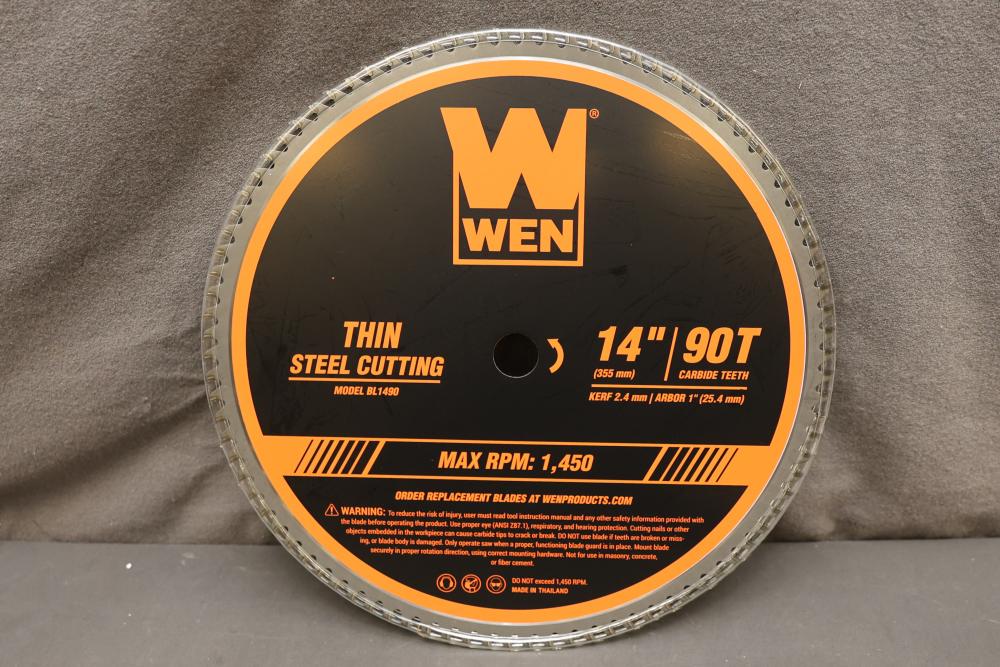 W®
WEN
THIN
STEEL CUTTING
MODEL BL1490
14" | 90T
(355 mm) CARBIDE TEETH
KERF 2.4 mm | ARBOR 1" (25.4 mm)
MAX RPM: 1,450
ORDER REPLACEMENT BLADES AT WENPRODUCTS.COM
WARNING: To reduce the risk of injury, user must read tool instruction manual and any other safety information provided with
the blade before operating the product. Use proper eye (ANSI Z87.1), respiratory, and hearing protection. Cutting nails or other
objects embedded in the workpiece can cause carbide tips to crack or break. DO NOT use blade if teeth are broken or miss-
ing, or blade body is damaged. Only operate saw when a proper, functioning blade guard is in place. Mount blade
securely in proper rotation direction, using correct mounting hardware. Not for use in masonry, concrete,
or fiber cement.
DO NOT exceed 1,450 RPM.
MADE IN THAILAND